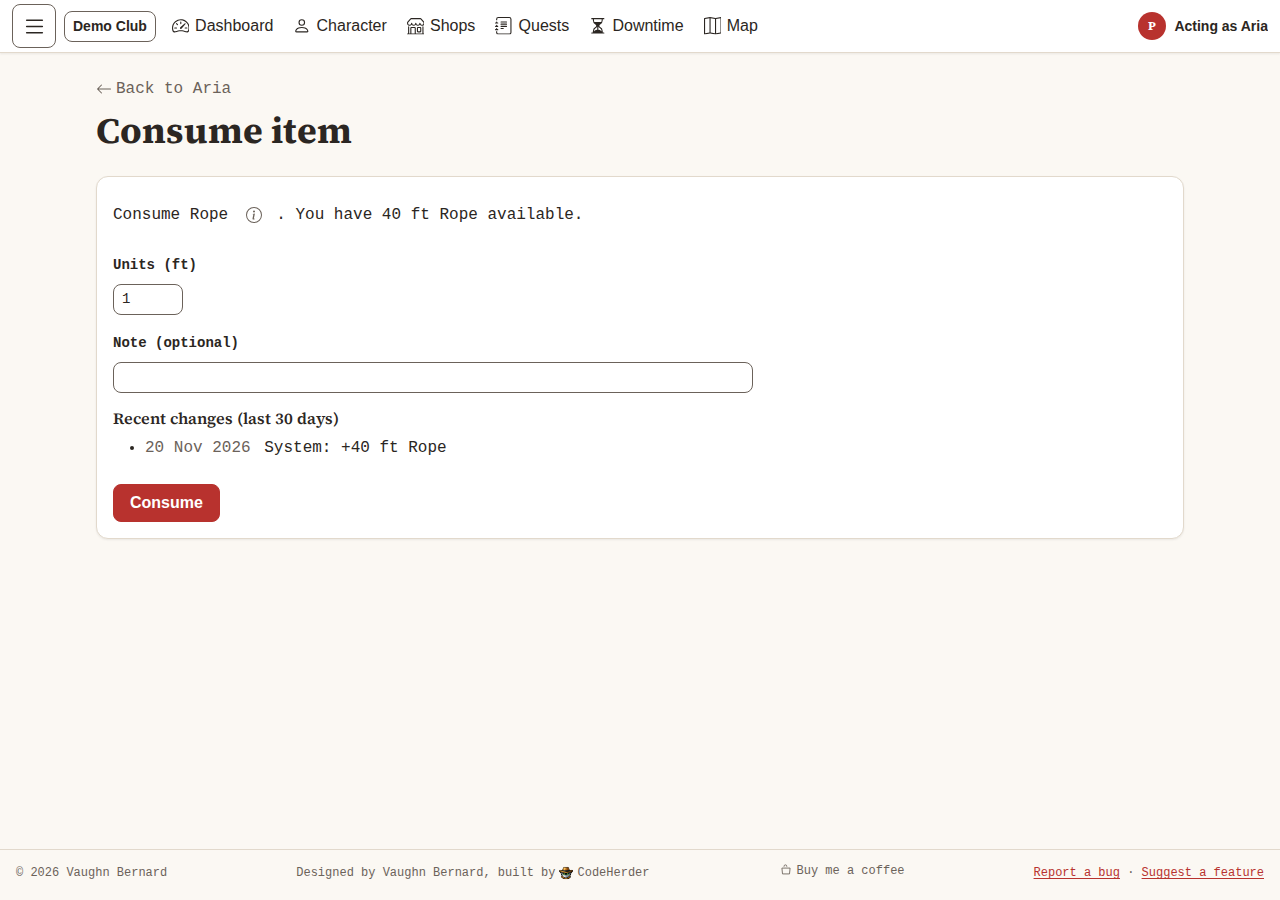 Demo Club Dashboard Character Shops Quests Downtime Map P Acting as Aria
Back to Aria
Consume item
Consume Rope . You have 40 ft Rope available.
Units (ft)
1
Note (optional)
Recent changes (last 30 days)
20 Nov 2026 System: +40 ft Rope
Consume
© 2026 Vaughn Bernard Designed by Vaughn Bernard, built by CodeHerder Buy me a coffee Report a bug · Suggest a feature